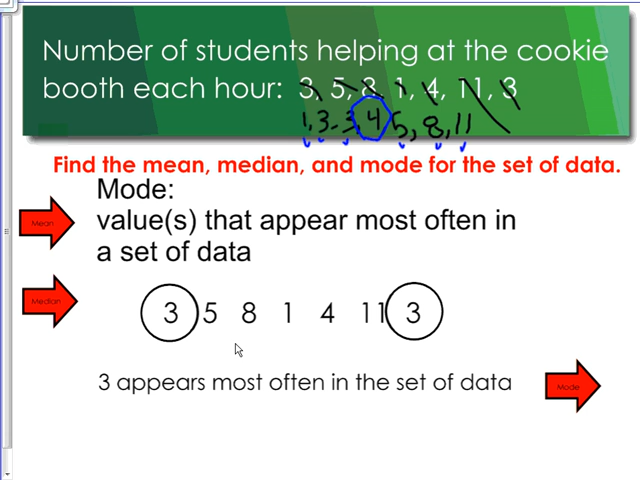 Number of students helping at the cookie
booth each hour: 3, 5, 8, 1, 4, 11, 3
1, 3, 3, 4, 5, 8, 11
Find the mean, median, and mode for the set of data.
Mode:
value(s) that appear most often in
a set of data
Mean
Median
3 5 8 1 4 11 3
3 appears most often in the set of data
Mode